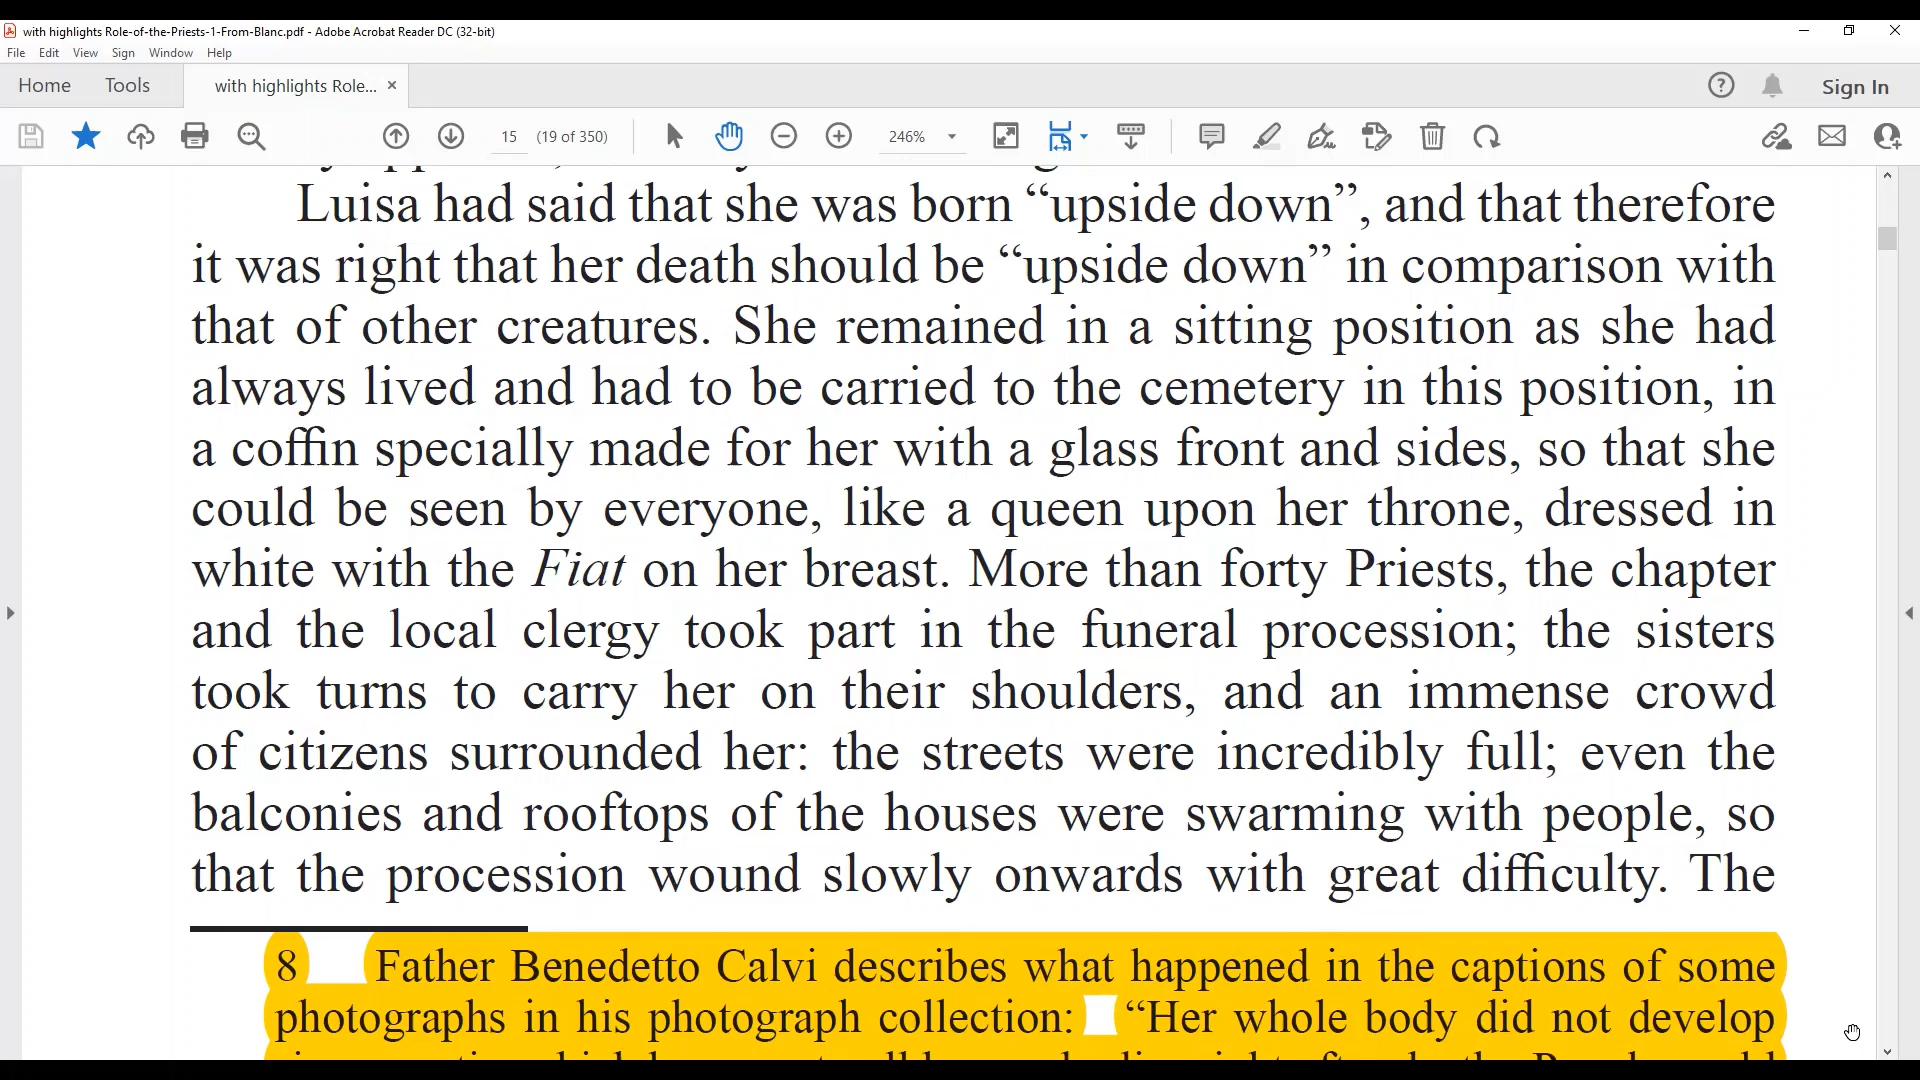 with highlights Role-of-the-Priests-1-From-Blanc.pdf - Adobe Acrobat Reader DC (32-bit)
File Edit View Sign Window Help
Home Tools with highlights Role... × Sign In
15 (19 of 350) 246%
Luisa had said that she was born “upside down”, and that therefore
it was right that her death should be “upside down” in comparison with
that of other creatures. She remained in a sitting position as she had
always lived and had to be carried to the cemetery in this position, in
a coffin specially made for her with a glass front and sides, so that she
could be seen by everyone, like a queen upon her throne, dressed in
white with the Fiat on her breast. More than forty Priests, the chapter
and the local clergy took part in the funeral procession; the sisters
took turns to carry her on their shoulders, and an immense crowd
of citizens surrounded her: the streets were incredibly full; even the
balconies and rooftops of the houses were swarming with people, so
that the procession wound slowly onwards with great difficulty. The
8 Father Benedetto Calvi describes what happened in the captions of some
photographs in his photograph collection: “Her whole body did not develop